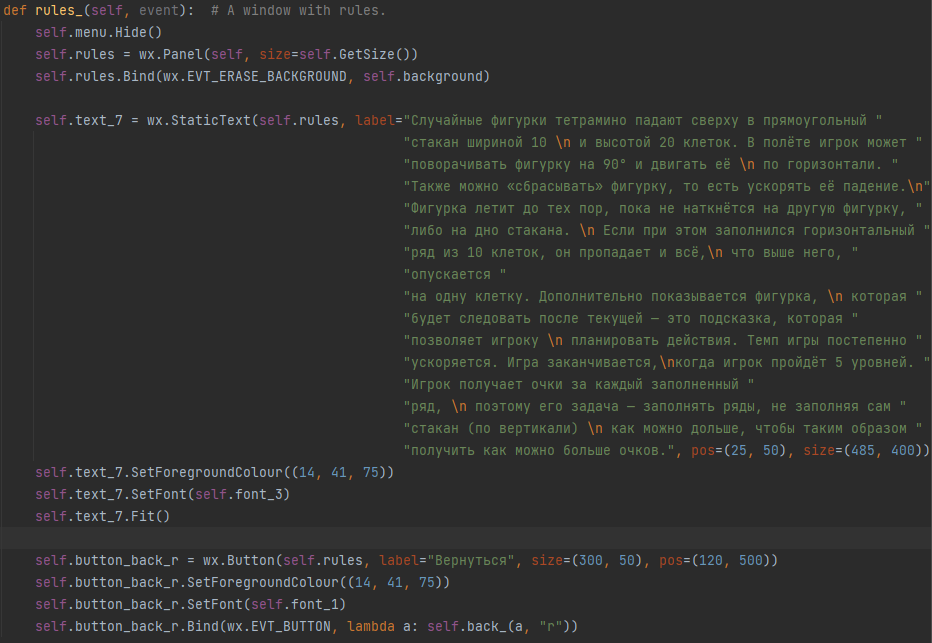 def rules_(self, event):  # A window with rules.
    self.menu.Hide()
    self.rules = wx.Panel(self, size=self.GetSize())
    self.rules.Bind(wx.EVT_ERASE_BACKGROUND, self.background)

    self.text_7 = wx.StaticText(self.rules, label="Случайные фигурки тетрамино падают сверху в прямоугольный "
                                                  "стакан шириной 10 \n и высотой 20 клеток. В полёте игрок может "
                                                  "поворачивать фигурку на 90° и двигать её \n по горизонтали. "
                                                  "Также можно «сбрасывать» фигурку, то есть ускорять её падение.\n"
                                                  "Фигурка летит до тех пор, пока не наткнётся на другую фигурку, "
                                                  "либо на дно стакана. \n Если при этом заполнился горизонтальный "
                                                  "ряд из 10 клеток, он пропадает и всё,\n что выше него, "
                                                  "опускается "
                                                  "на одну клетку. Дополнительно показывается фигурка, \n которая "
                                                  "будет следовать после текущей — это подсказка, которая "
                                                  "позволяет игроку \n планировать действия. Темп игры постепенно "
                                                  "ускоряется. Игра заканчивается,\nкогда игрок пройдёт 5 уровней. "
                                                  "Игрок получает очки за каждый заполненный "
                                                  "ряд, \n поэтому его задача — заполнять ряды, не заполняя сам "
                                                  "стакан (по вертикали) \n как можно дольше, чтобы таким образом "
                                                  "получить как можно больше очков.", pos=(25, 50), size=(485, 400))
    self.text_7.SetForegroundColour((14, 41, 75))
    self.text_7.SetFont(self.font_3)
    self.text_7.Fit()

    self.button_back_r = wx.Button(self.rules, label="Вернуться", size=(300, 50), pos=(120, 500))
    self.button_back_r.SetForegroundColour((14, 41, 75))
    self.button_back_r.SetFont(self.font_1)
    self.button_back_r.Bind(wx.EVT_BUTTON, lambda a: self.back_(a, "r"))